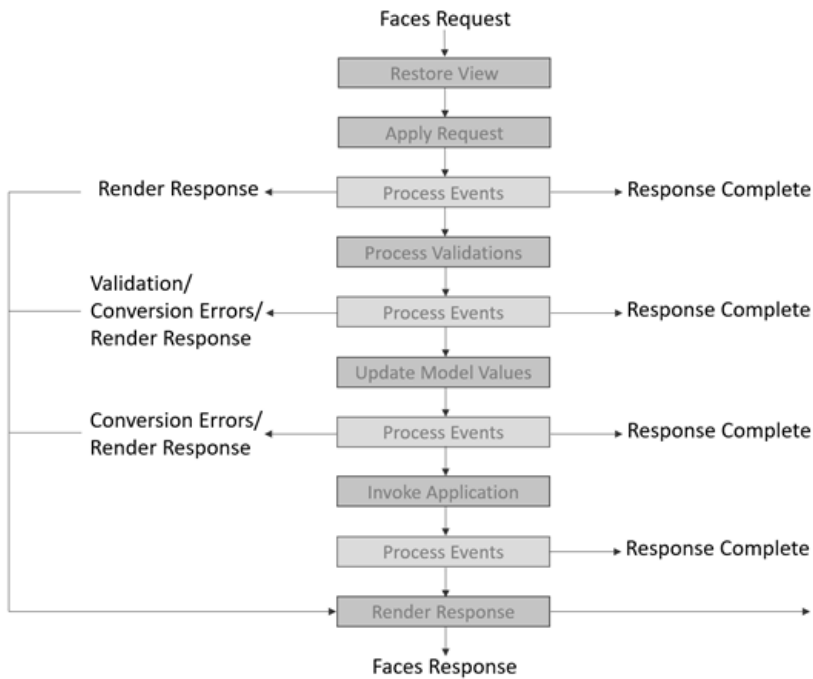 Faces Request
Restore View
Apply Request
Render Response
Process Events
Response Complete
Process Validations
Validation/
Conversion Errors/
Render Response
Process Events
Response Complete
Update Model Values
Conversion Errors/
Render Response
Process Events
Response Complete
Invoke Application
Process Events
Response Complete
Render Response
Faces Response